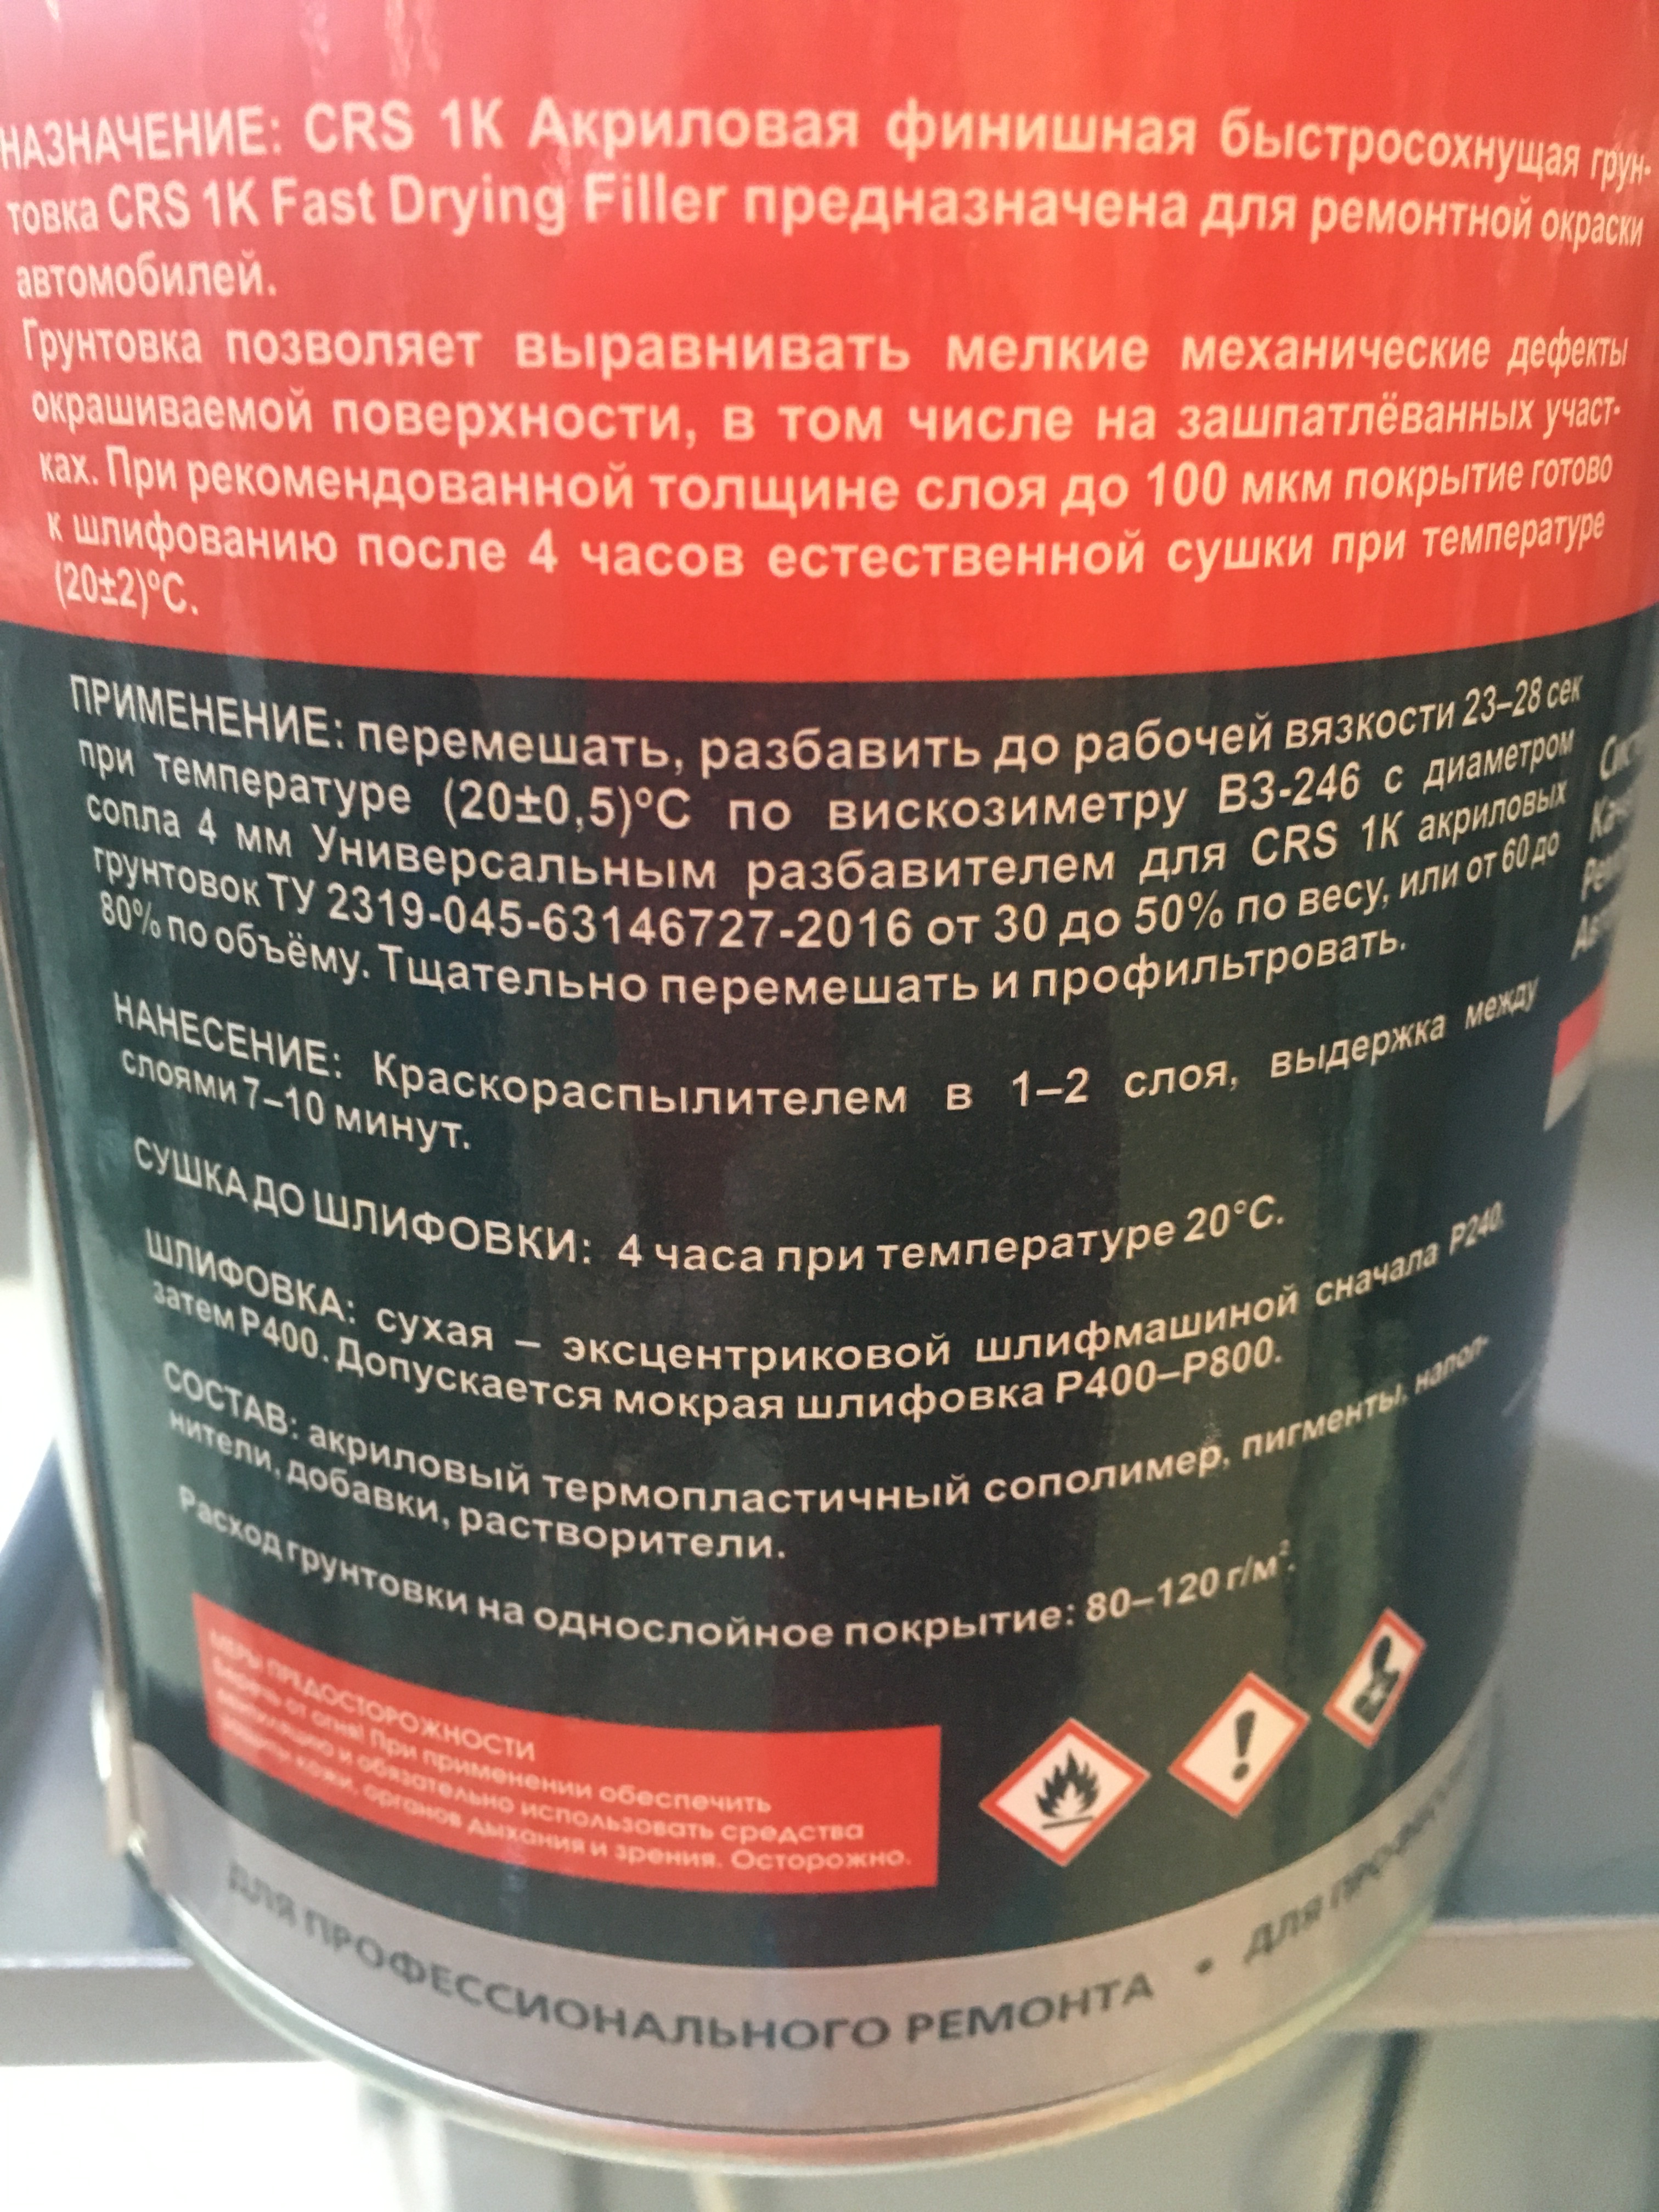 НАЗНАЧЕНИЕ: CRS 1К Акриловая финишная быстросохнущая грун-
товка CRS 1K Fast Drying Filler предназначена для ремонтной окраски
автомобилей.
Грунтовка позволяет выравнивать мелкие механические дефекты
окрашиваемой поверхности, в том числе на зашпатлёванных участ-
ках. При рекомендованной толщине слоя до 100 мкм покрытие готово
к шлифованию после 4 часов естественной сушки при температуре
(20±2)°С.
ПРИМЕНЕНИЕ: перемешать, разбавить до рабочей вязкости 23–28 сек
при температуре (20±0,5)°С по вискозиметру ВЗ-246 с диаметром
сопла 4 мм Универсальным разбавителем для CRS 1К акриловых
грунтовок ТУ 2319-045-63146727-2016 от 30 до 50% по весу, или от 60 до
80% по объёму. Тщательно перемешать и профильтровать.
НАНЕСЕНИЕ: Краскораспылителем в 1–2 слоя, выдержка между
слоями 7–10 минут.
СУШКА ДО ШЛИФОВКИ: 4 часа при температуре 20°С.
ШЛИФОВКА: сухая – эксцентриковой шлифмашиной сначала Р240,
затем Р400. Допускается мокрая шлифовка Р400–Р800.
СОСТАВ: акриловый термопластичный сополимер, пигменты, напол-
нители, добавки, растворители.
Расход грунтовки на однослойное покрытие: 80–120 г/м².
МЕРЫ ПРЕДОСТОРОЖНОСТИ
Беречь от огня! При применении обеспечить
вентиляцию и обязательно использовать средства
защиты кожи, органов дыхания и зрения. Осторожно.
ДЛЯ ПРОФЕССИОНАЛЬНОГО РЕМОНТА • ДЛЯ